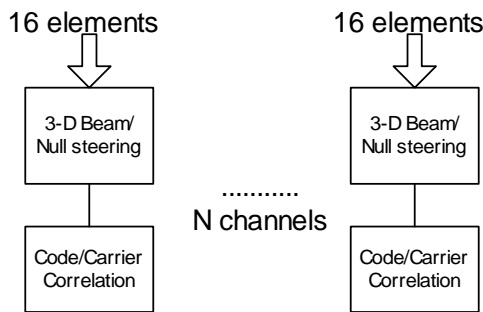 16 elements
3-D Beam/
Null steering
Code/Carrier
Correlation
...........
N channels
16 elements
3-D Beam/
Null steering
Code/Carrier
Correlation